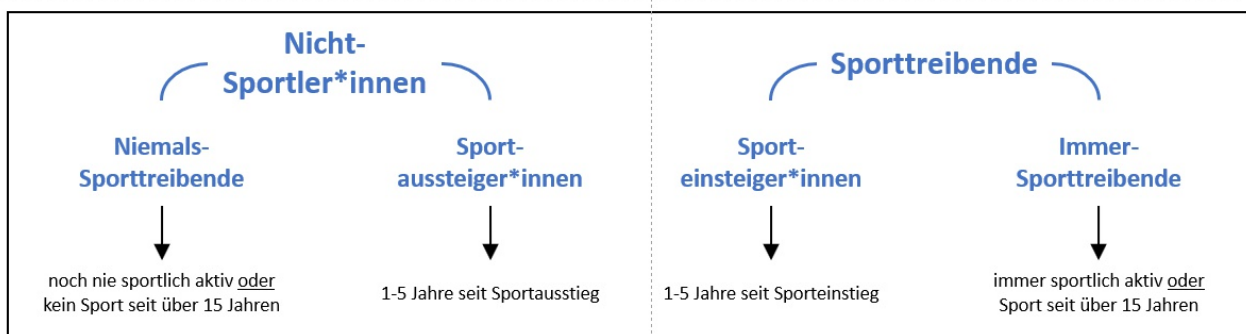 Nicht-
Sportler*innen
Sporttreibende
Niemals-
Sporttreibende
Sport-
aussteiger*innen
Sport-
einsteiger*innen
Immer-
Sporttreibende
noch nie sportlich aktiv oder
kein Sport seit über 15 Jahren
1-5 Jahre seit Sportausstieg
1-5 Jahre seit Sporteinstieg
immer sportlich aktiv oder
Sport seit über 15 Jahren